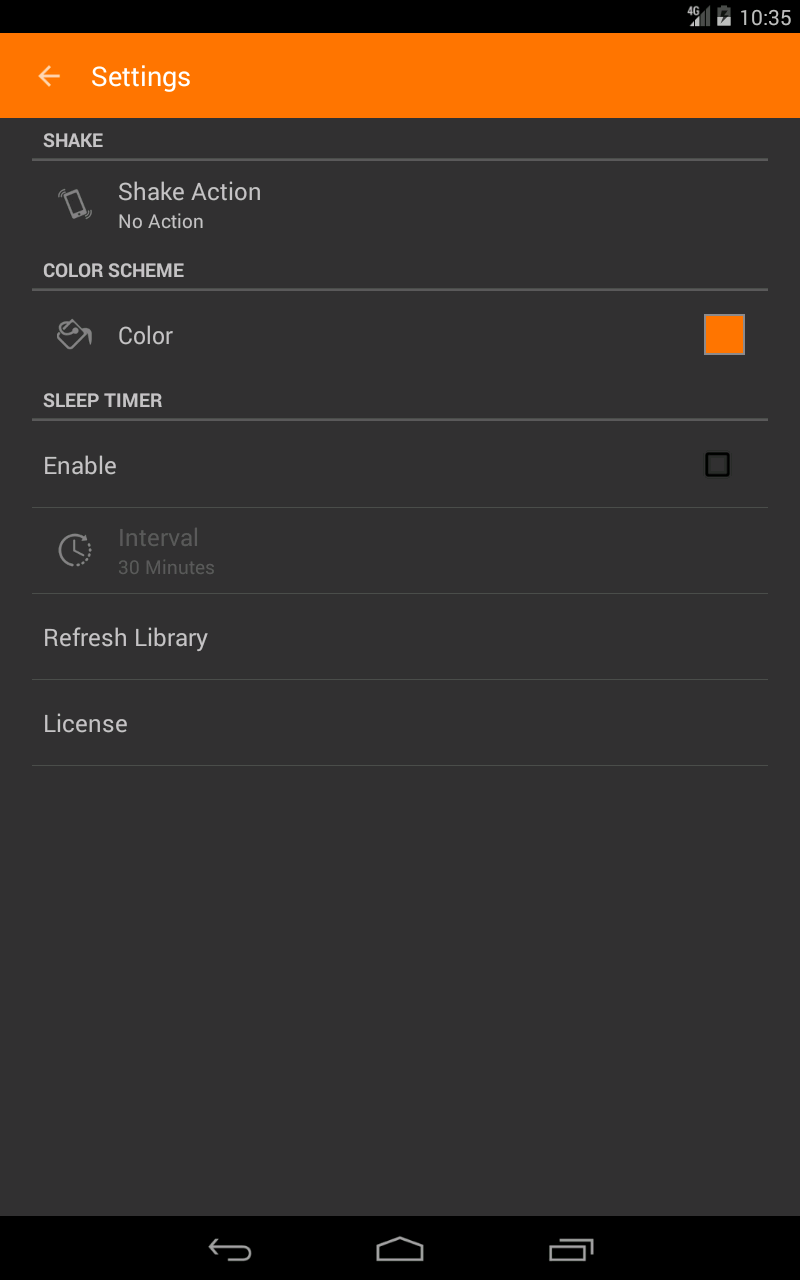 4G 10:35
Settings
SHAKE
Shake Action
No Action
COLOR SCHEME
Color
SLEEP TIMER
Enable
Interval
30 Minutes
Refresh Library
License